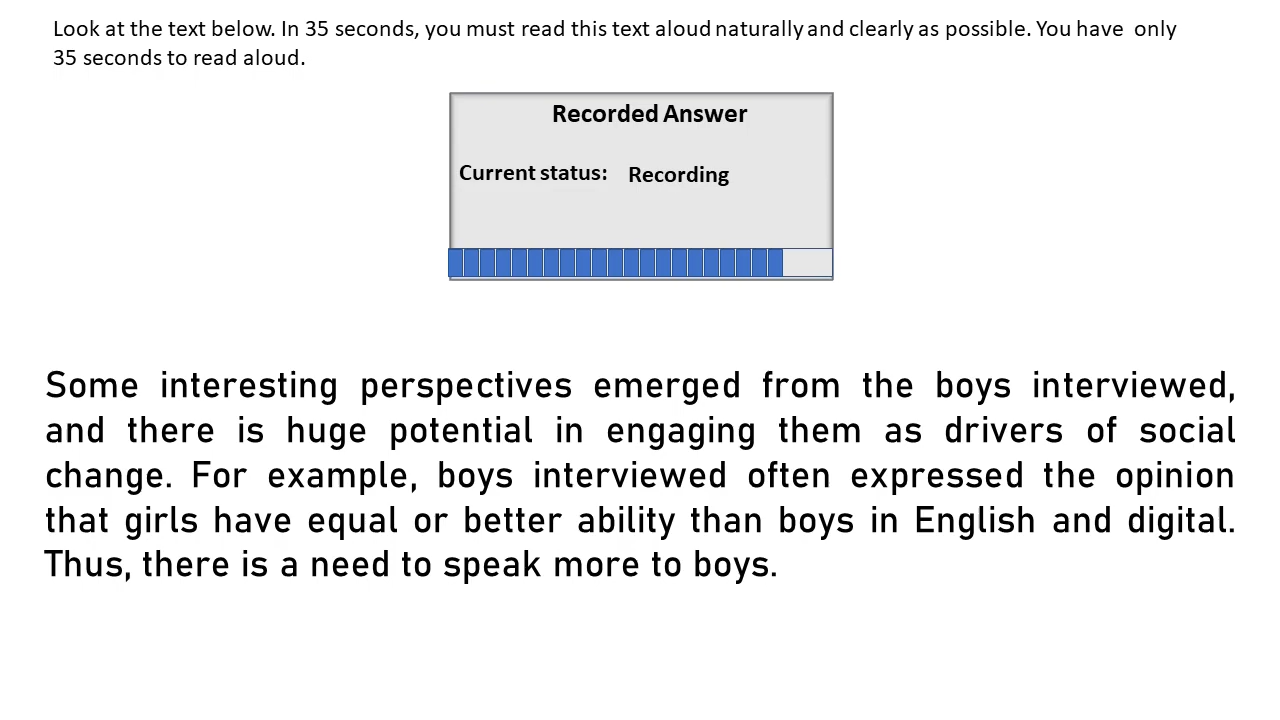 Look at the text below. In 35 seconds, you must read this text aloud naturally and clearly as possible. You have only
35 seconds to read aloud.
Recorded Answer
Current status: Recording
Some interesting perspectives emerged from the boys interviewed,
and there is huge potential in engaging them as drivers of social
change. For example, boys interviewed often expressed the opinion
that girls have equal or better ability than boys in English and digital.
Thus, there is a need to speak more to boys.